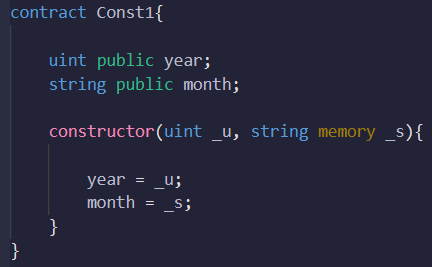 contract Const1{
uint public year;
string public month;
constructor(uint _u, string memory _s){
year = _u;
month = _s;
}
}